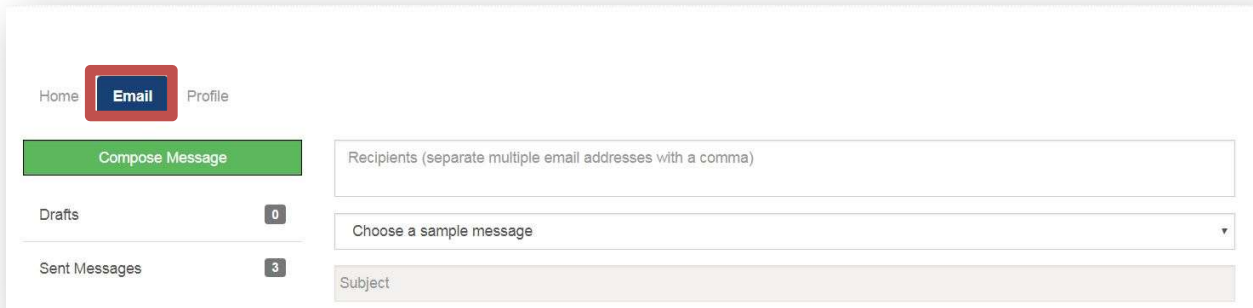 Home Email Profile
Compose Message
Drafts 0
Sent Messages 3
Recipients (separate multiple email addresses with a comma)
Choose a sample message
Subject